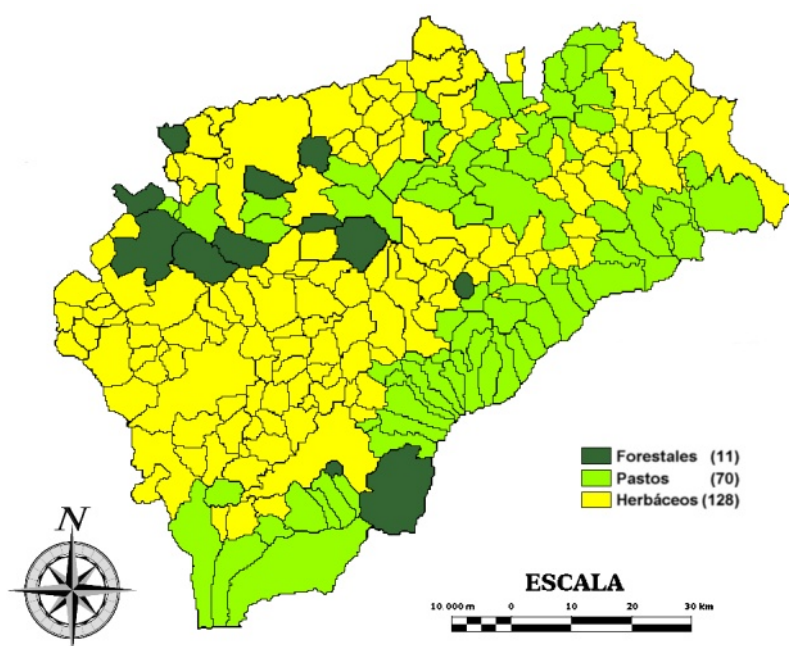 Forestales (11)
Pastos (70)
Herbáceos (128)
N
ESCALA
10 000 m 0 10 20 30 km